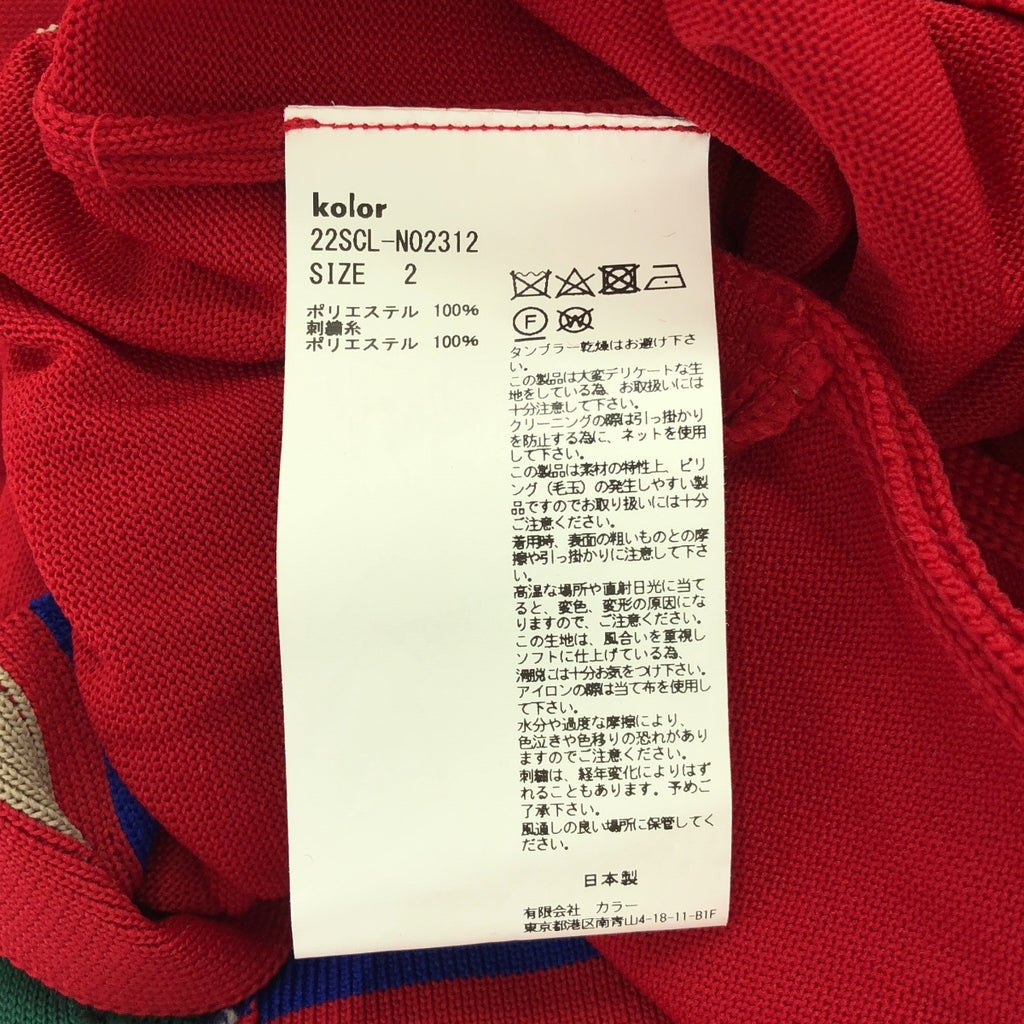 kolor
22SCL-N02312
SIZE 2
ポリエステル 100%
刺繍糸
ポリエステル 100%
F
W
タンブラー乾燥はお避け下さ
い。
この製品は大変デリケートな生
地をしている為、お取扱いには
十分注意して下さい。
クリーニングの際は引っ掛かり
を防止する為に、ネットを使用
して下さい。
この製品は素材の特性上、ピリ
ング（毛玉）の発生しやすい製
品ですのでお取り扱いには十分
ご注意ください。
着用時、表面の粗いものとの摩
擦や引っ掛かりに注意して下さ
い。
高温な場所や直射日光に当て
ると、変色、変形の原因にな
りますので、ご注意ください。
この生地は、風合いを重視し
ソフトに仕上げている為、
滑脱には十分お気をつけ下さい。
アイロンの際は当て布を使用し
て下さい。
水分や過度な摩擦により、
色泣きや色移りの恐れがあり
ますのでご注意ください。
刺繍は、経年変化によりはず
れることもあります。予めご
了承下さい。
風通しの良い場所に保管してく
ださい。
日本製
有限会社 カラー
東京都港区南青山4-18-11-B1F